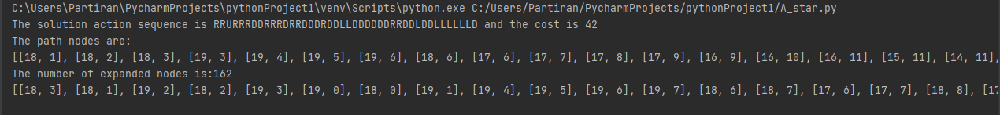 C:\Users\Partiran\PycharmProjects\pythonProject1\venv\Scripts\python.exe C:/Users/Partiran/PycharmProjects/pythonProject1/A_star.py
The solution action sequence is RRURRRDDRRRDRRDDDRDDLLDDDDDDRRDDLDDLLLLLLD and the cost is 42
The path nodes are:
[[18, 1], [18, 2], [18, 3], [19, 3], [19, 4], [19, 5], [19, 6], [18, 6], [17, 6], [17, 7], [17, 8], [17, 9], [16, 9], [16, 10], [16, 11], [15, 11], [14, 11],
The number of expanded nodes is:162
[[18, 3], [18, 1], [19, 2], [18, 2], [19, 3], [19, 0], [18, 0], [19, 1], [19, 4], [19, 5], [19, 6], [19, 7], [18, 6], [18, 7], [17, 6], [17, 7], [18, 8], [17